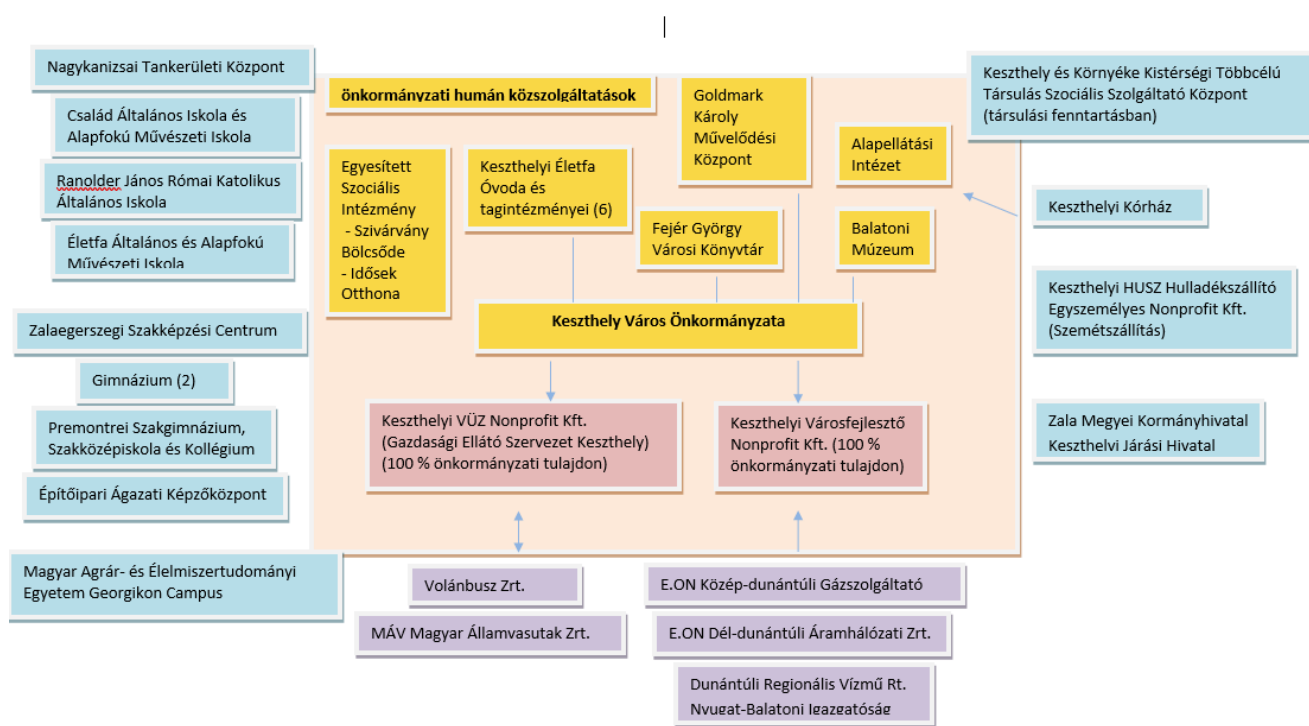 Nagykanizsai Tankerületi Központ
Család Általános Iskola és
Alapfokú Művészeti Iskola
Ranolder János Római Katolikus
Általános Iskola
Életfa Általános és Alapfokú
Művészeti Iskola
Zalaegerszegi Szakképzési Centrum
Gimnázium (2)
Premontrei Szakgimnázium,
Szakközépiskola és Kollégium
Építőipari Ágazati Képzőközpont
Magyar Agrár- és Élelmiszertudományi
Egyetem Georgikon Campus
önkormányzati humán közszolgáltatások
Egyesített
Szociális
Intézmény
- Szivárvány
Bölcsőde
- Idősek
Otthona
Keszthelyi Életfa
Óvoda és
tagintézményei (6)
Goldmark
Károly
Művelődési
Központ
Fejér György
Városi Könyvtár
Alapellátási
Intézet
Balatoni
Múzeum
Keszthely Város Önkormányzata
Keszthelyi VÜZ Nonprofit Kft.
(Gazdasági Ellátó Szervezet Keszthely)
(100 % önkormányzati tulajdon)
Keszthelyi Városfejlesztő
Nonprofit Kft. (100 %
önkormányzati tulajdon)
Volánbusz Zrt.
MÁV Magyar Államvasutak Zrt.
E.ON Közép-dunántúli Gázszolgáltató
E.ON Dél-dunántúli Áramhálózati Zrt.
Dunántúli Regionális Vízmű Rt.
Nyugat-Balatoni Igazgatóság
Keszthely és Környéke Kistérségi Többcélú
Társulás Szociális Szolgáltató Központ
(társulási fenntartásban)
Keszthelyi Kórház
Keszthelyi HUSZ Hulladékszállító
Egyszemélyes Nonprofit Kft.
(Szemétszállítás)
Zala Megyei Kormányhivatal
Keszthelyi Járási Hivatal